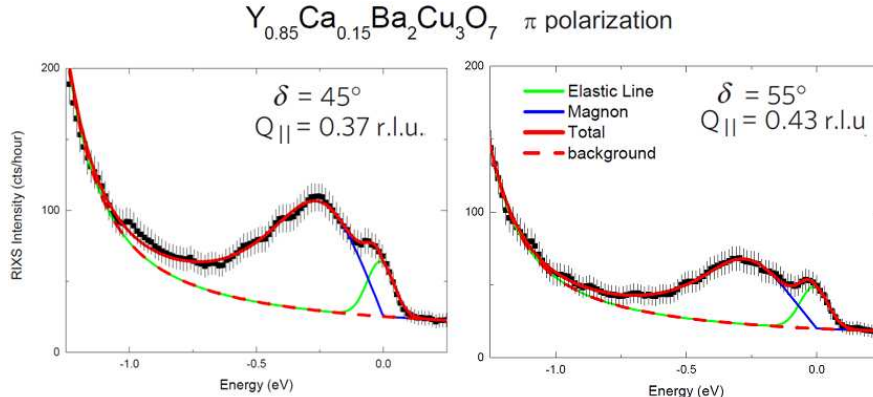 Y0.85Ca0.15Ba2Cu3O7 π polarization
200
150
100
50
0
RIXS Intensity (cts/hour)
δ = 45°
Q|| = 0.37 r.l.u.
-1.0 -0.5 0.0
Energy (eV)
200
100
0
Elastic Line
Magnon
Total
background
δ = 55°
Q|| = 0.43 r.l.u
-1.0 -0.5 0.0
Energy (eV)